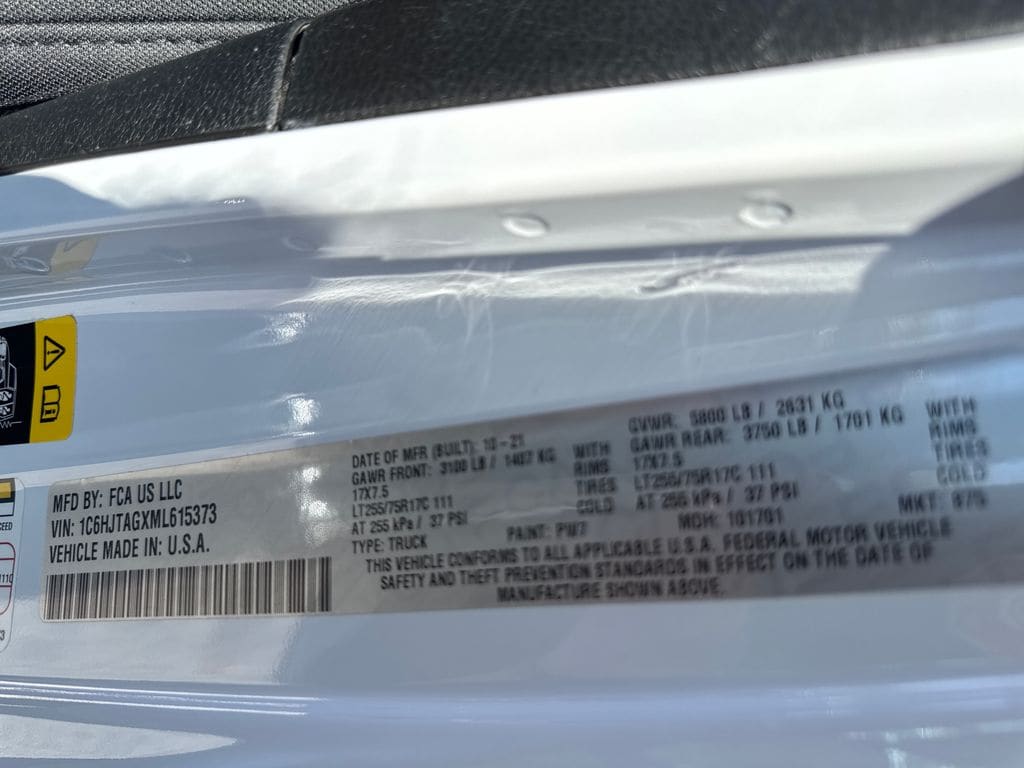 MFD BY: FCA US LLC
VIN: 1C6HJTAGXML615373
VEHICLE MADE IN: U.S.A.
DATE OF MFR (BUILT): 10-21
GAWR FRONT: 3100 LB / 1407 KG WITH
17X7.5 RIMS
LT255/75R17C 111 TIRES
AT 255 kPa / 37 PSI COLD
TYPE: TRUCK PAINT: PW7
GVWR: 5800 LB / 2631 KG
GAWR REAR: 3750 LB / 1701 KG WITH
17X7.5 RIMS
LT255/75R17C 111 TIRES
AT 255 kPa / 37 PSI COLD
MDH: 101701 MKT:
THIS VEHICLE CONFORMS TO ALL APPLICABLE U.S.A. FEDERAL MOTOR VEHICLE
SAFETY AND THEFT PREVENTION STANDARDS IN EFFECT ON THE DATE OF
MANUFACTURE SHOWN ABOVE.